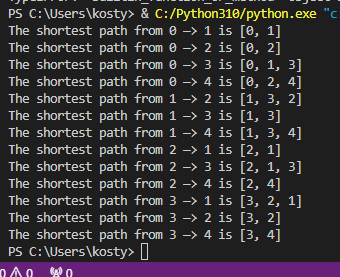 PS C:\Users\kosty> & C:/Python310/python.exe "c
The shortest path from 0 —> 1 is [0, 1]
The shortest path from 0 —> 2 is [0, 2]
The shortest path from 0 —> 3 is [0, 1, 3]
The shortest path from 0 —> 4 is [0, 2, 4]
The shortest path from 1 —> 2 is [1, 3, 2]
The shortest path from 1 —> 3 is [1, 3]
The shortest path from 1 —> 4 is [1, 3, 4]
The shortest path from 2 —> 1 is [2, 1]
The shortest path from 2 —> 3 is [2, 1, 3]
The shortest path from 2 —> 4 is [2, 4]
The shortest path from 3 —> 1 is [3, 2, 1]
The shortest path from 3 —> 2 is [3, 2]
The shortest path from 3 —> 4 is [3, 4]
PS C:\Users\kosty>
0 0 0